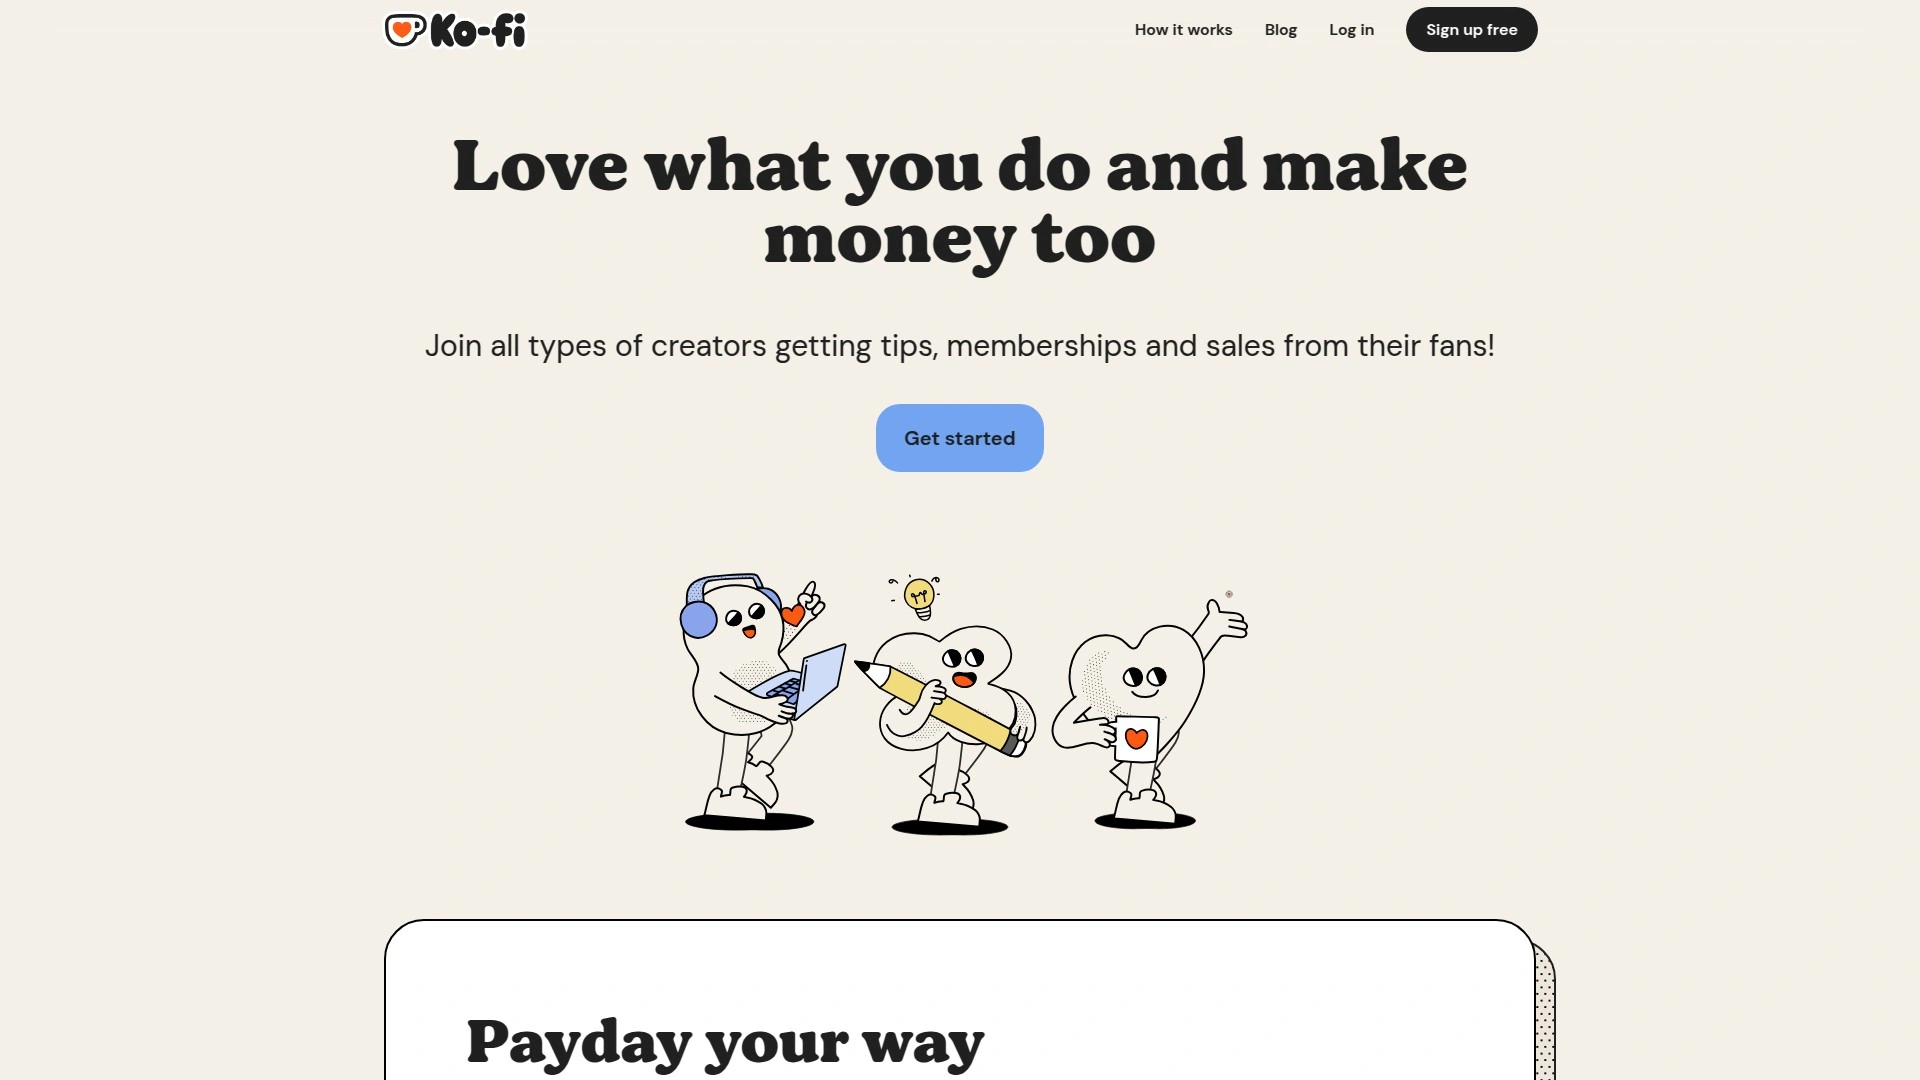 Ko-fi
How it works
Blog
Log in
Sign up free
Love what you do and make
money too
Join all types of creators getting tips, memberships and sales from their fans!
Get started
Payday your way